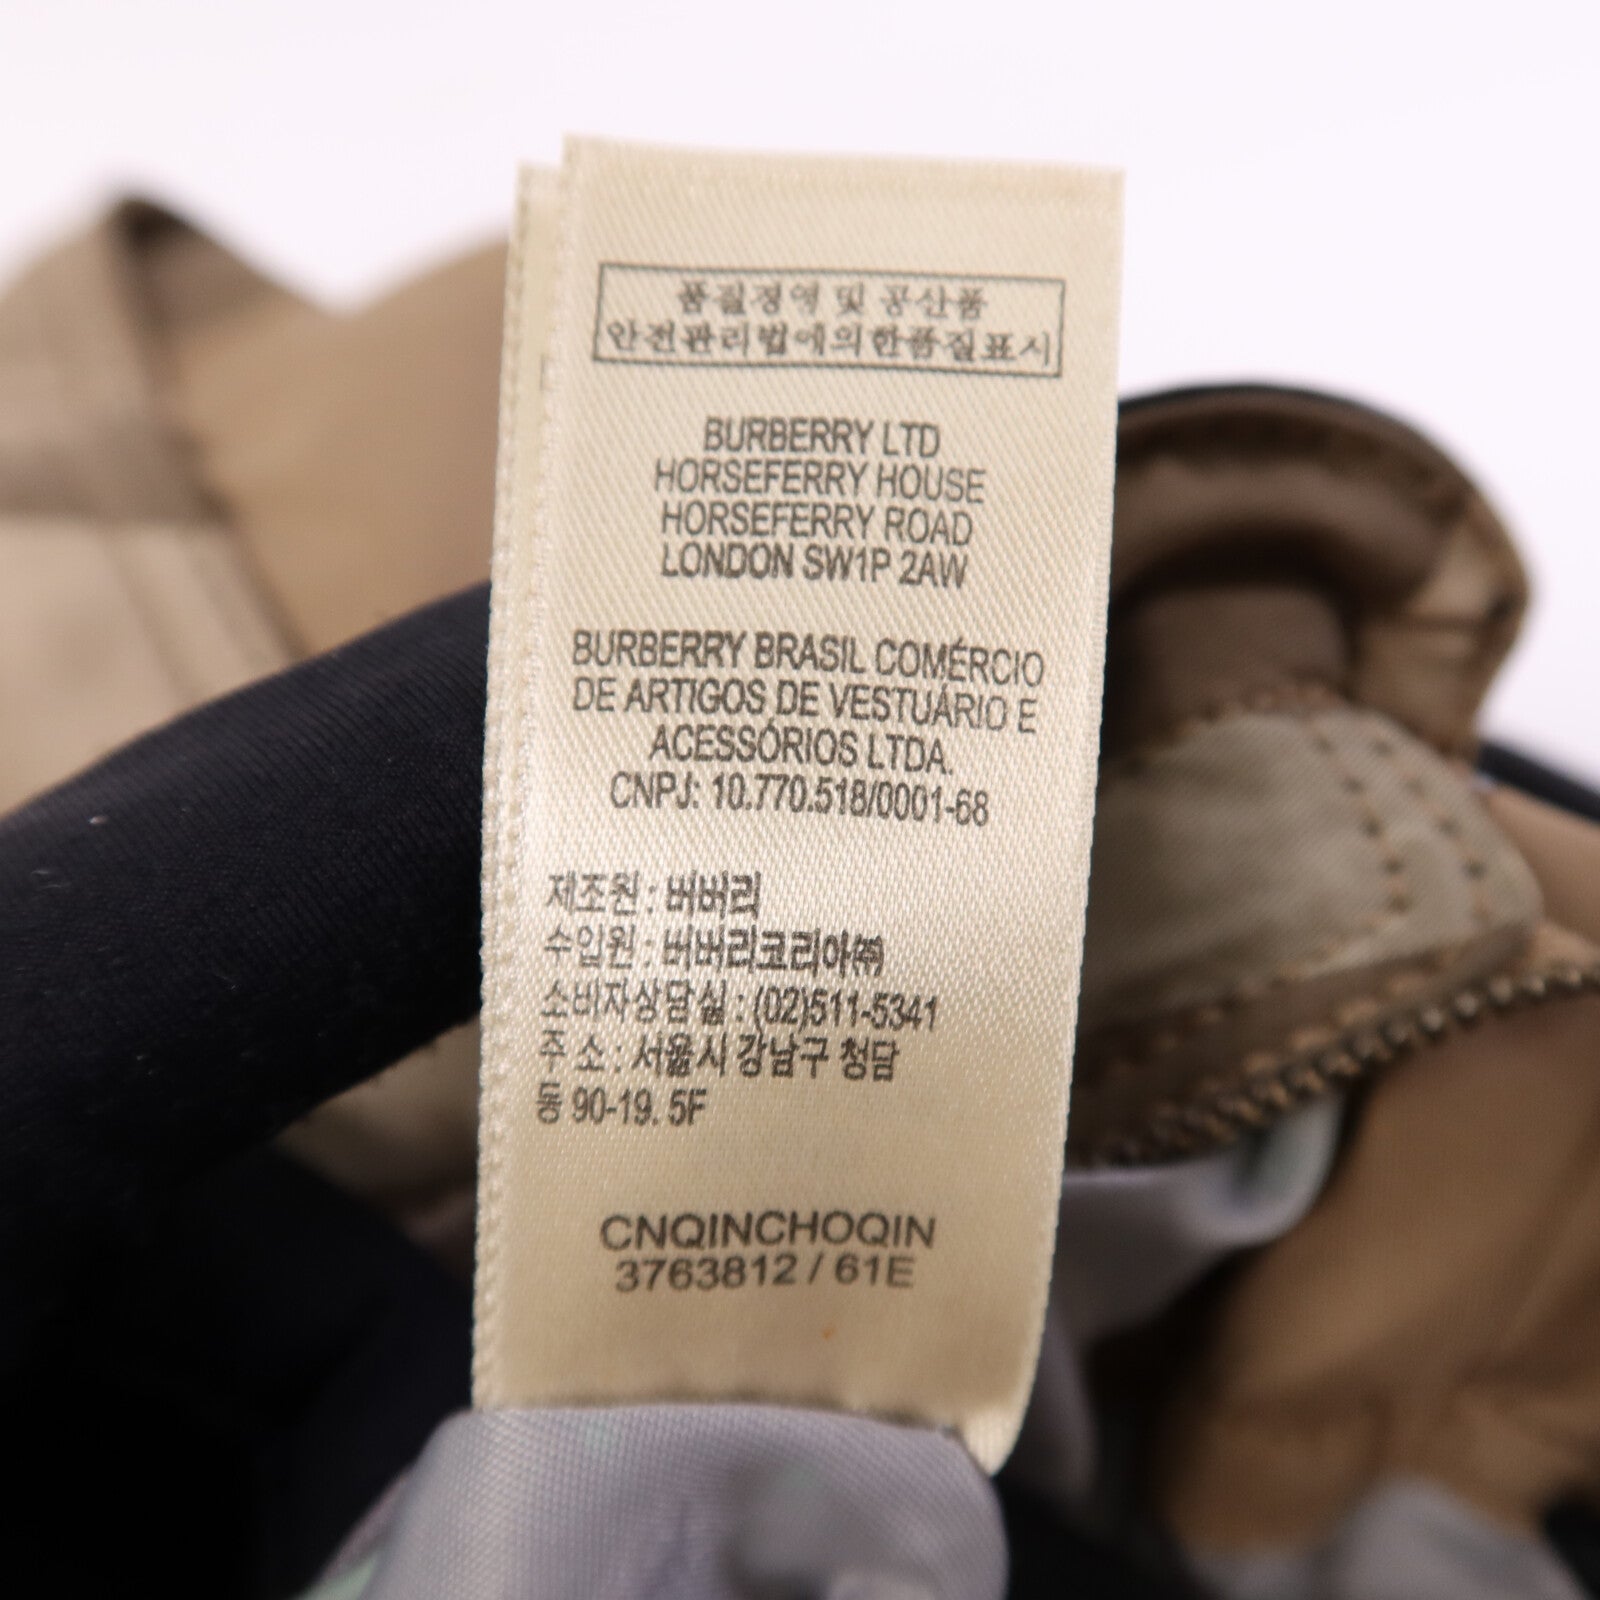 품질경영 및 공산품
안전관리법에의한품질표시
BURBERRY LTD
HORSEFERRY HOUSE
HORSEFERRY ROAD
LONDON SW1P 2AW
BURBERRY BRASIL COMÉRCIO
DE ARTIGOS DE VESTUÁRIO E
ACESSÓRIOS LTDA.
CNPJ: 10.770.518/0001-68
제조원 : 버버리
수입원 : 버버리코리아㈜
소비자상담실 : (02)511-5341
주 소 : 서울시 강남구 청담
동 90-19. 5F
CNQINCHOQIN
3763812 / 61E